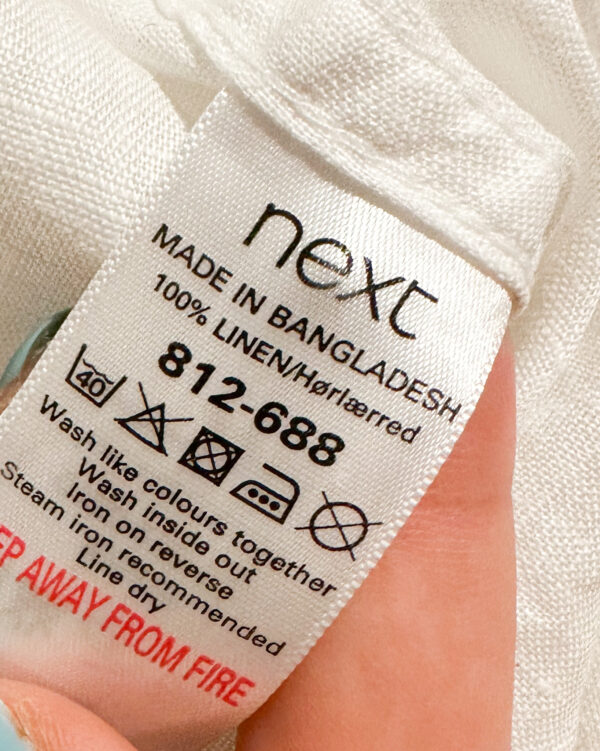 next
MADE IN BANGLADESH
100% LINEN/Hørlærred
812-688
40
Wash like colours together
Wash inside out
Iron on reverse
Steam iron recommended
Line dry
AWAY FROM FIRE